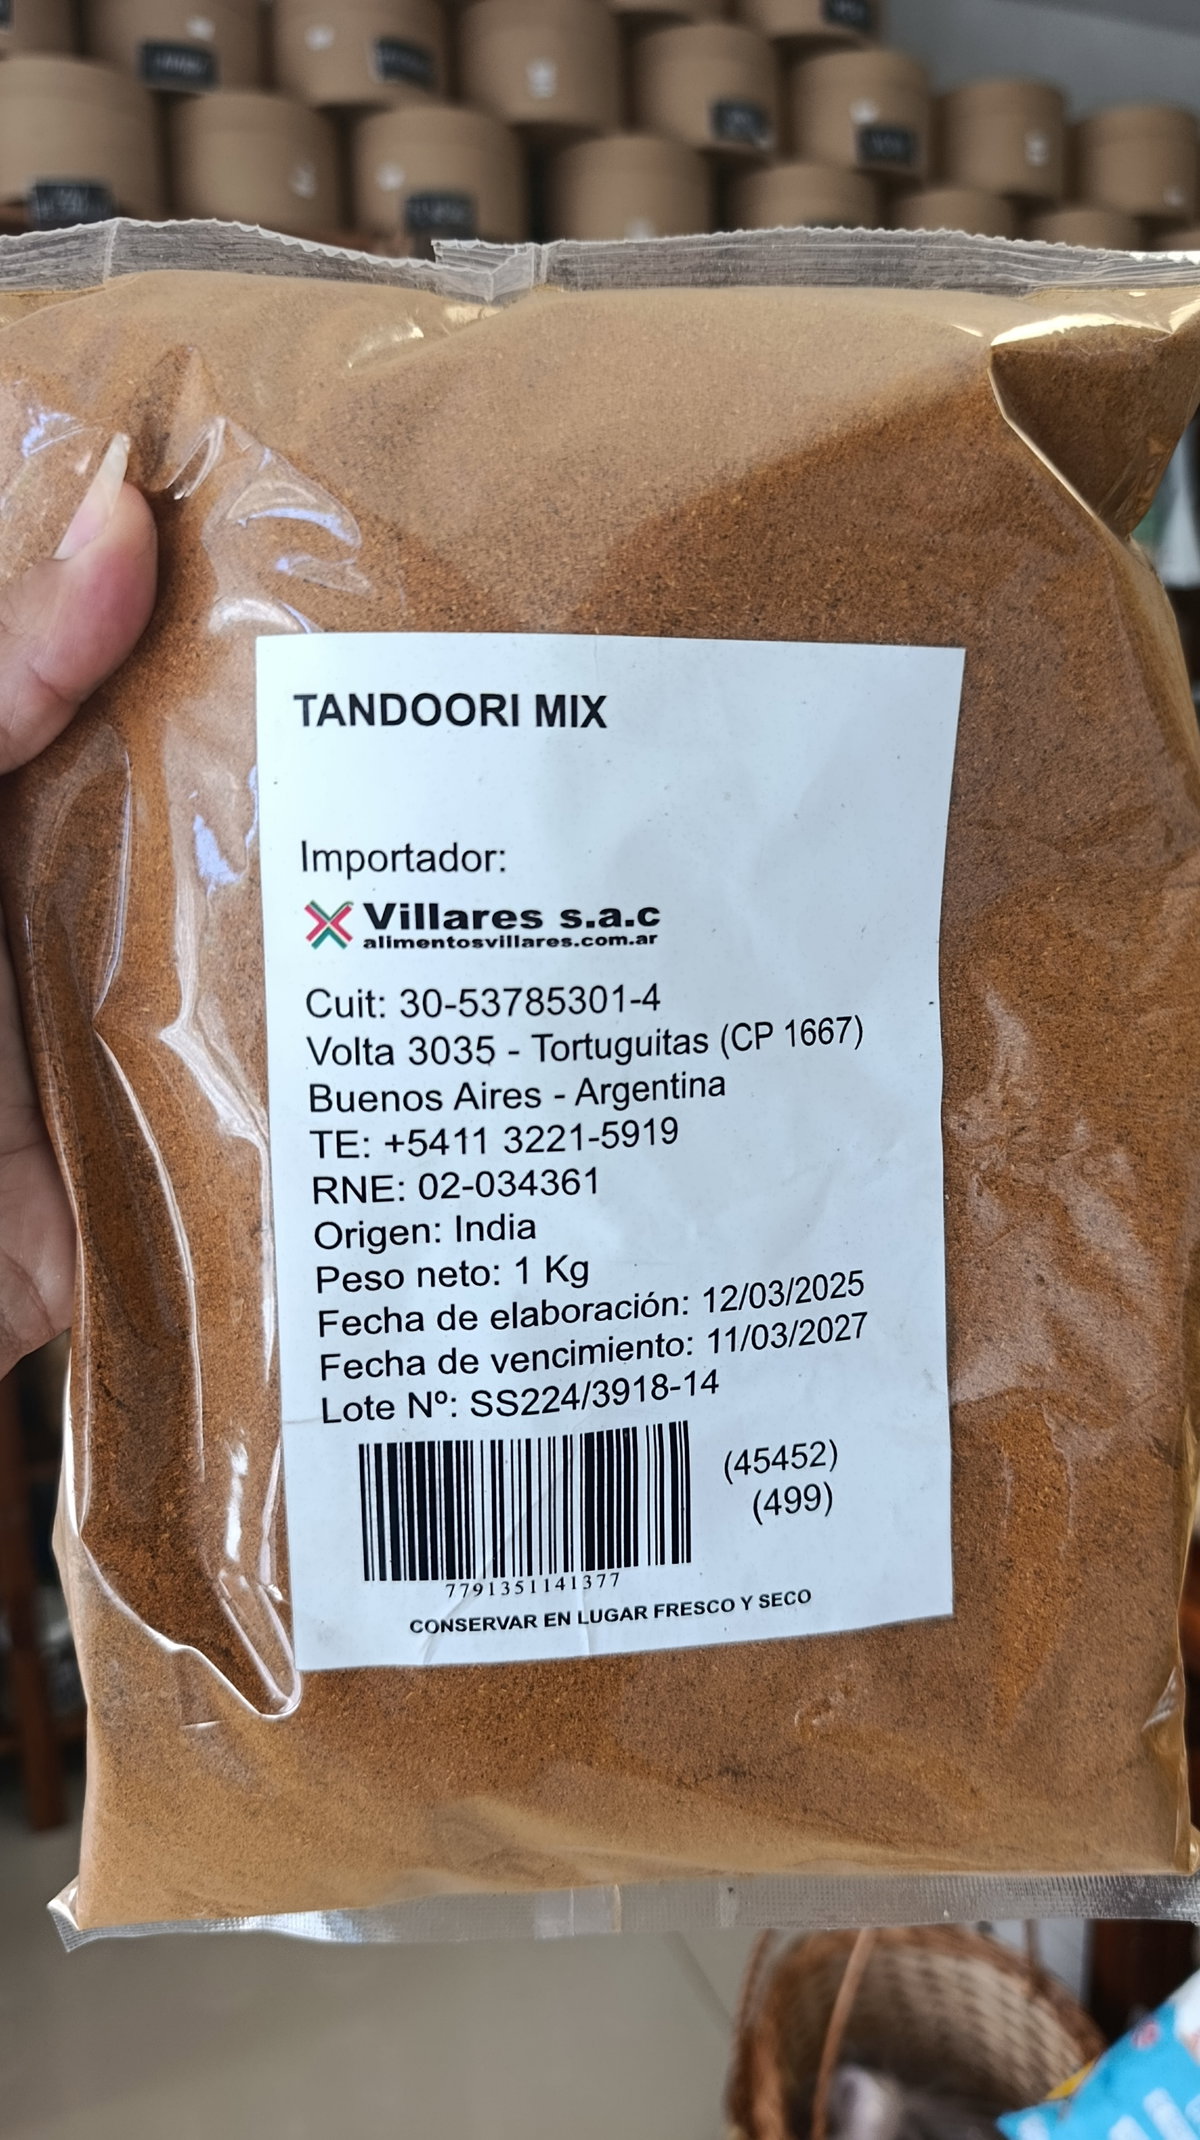 TANDOORI MIX
Importador:
Villares s.a.c
alimentosvillares.com.ar
Cuit: 30-53785301-4
Volta 3035 - Tortuguitas (CP 1667)
Buenos Aires - Argentina
TE: +5411 3221-5919
RNE: 02-034361
Origen: India
Peso neto: 1 Kg
Fecha de elaboración: 12/03/2025
Fecha de vencimiento: 11/03/2027
Lote Nº: SS224/3918-14
(45452)
(499)
7791351141377
CONSERVAR EN LUGAR FRESCO Y SECO